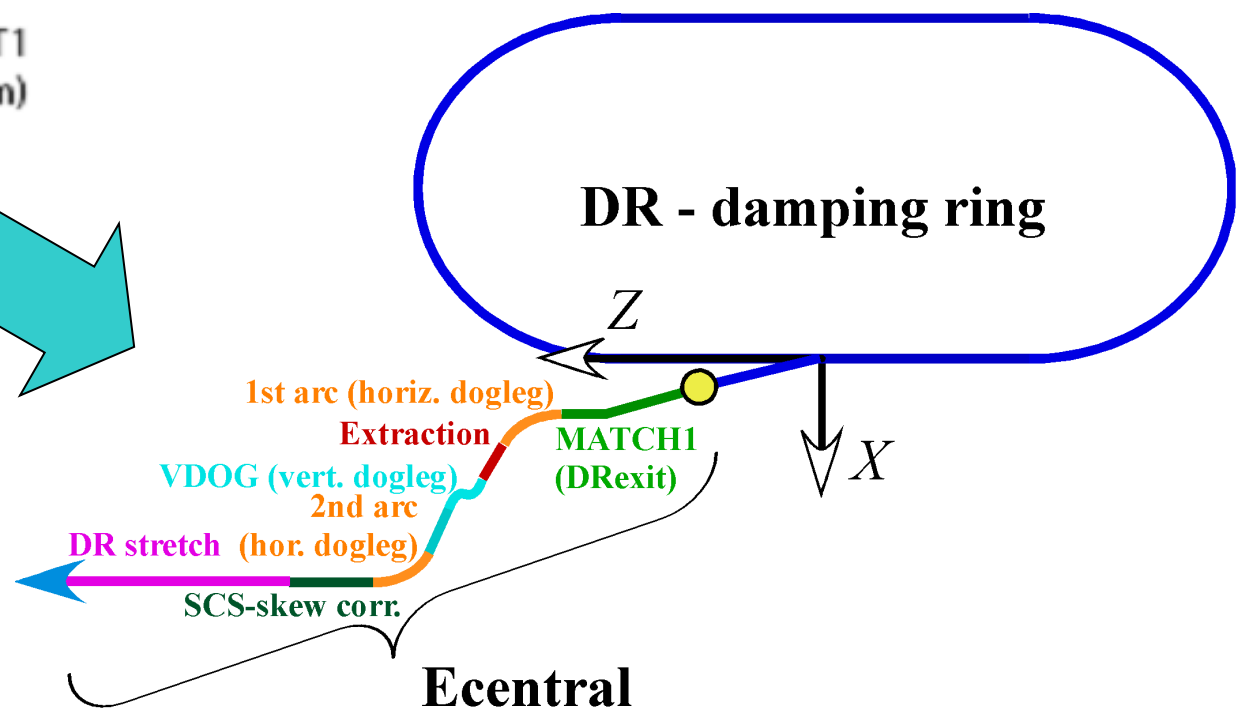 T1
m)
DR - damping ring
Z
1st arc (horiz. dogleg)
Extraction
MATCH1
(DRexit)
X
VDOG (vert. dogleg)
2nd arc
(hor. dogleg)
DR stretch
SCS-skew corr.
Ecentral